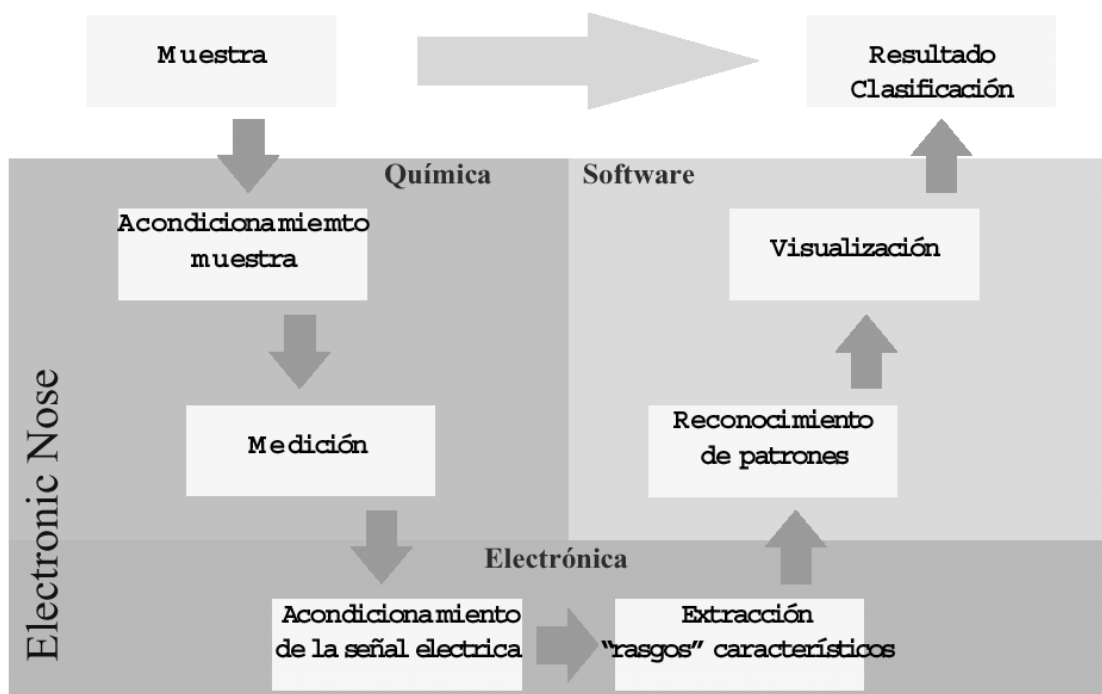 Muestra
Resultado
Clasificación
Química
Software
Acondicionamiemto
muestra
Visualización
Medición
Reconocimiento
de patrones
Electronic Nose
Electrónica
Acondicionamiento
de la señal electrica
Extracción
“rasgos” característicos